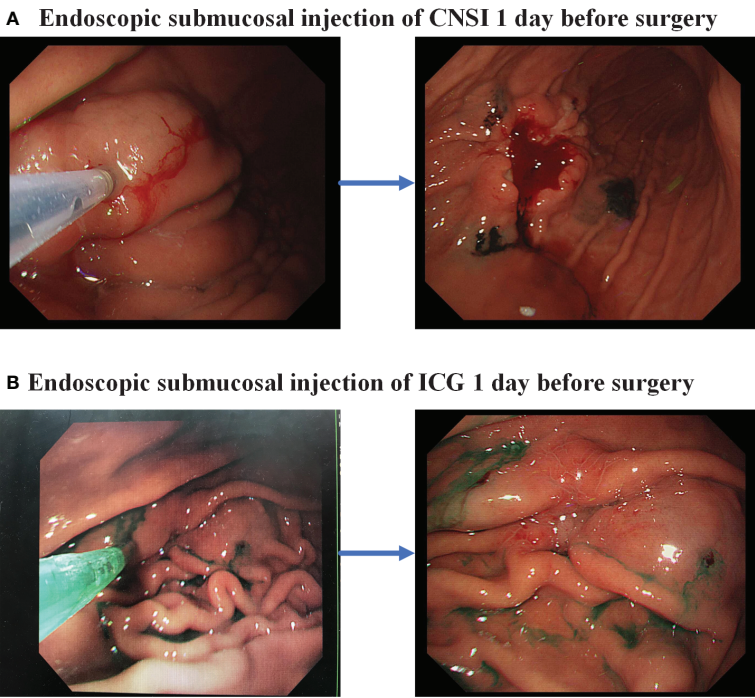 A Endoscopic submucosal injection of CNSI 1 day before surgery
B Endoscopic submucosal injection of ICG 1 day before surgery